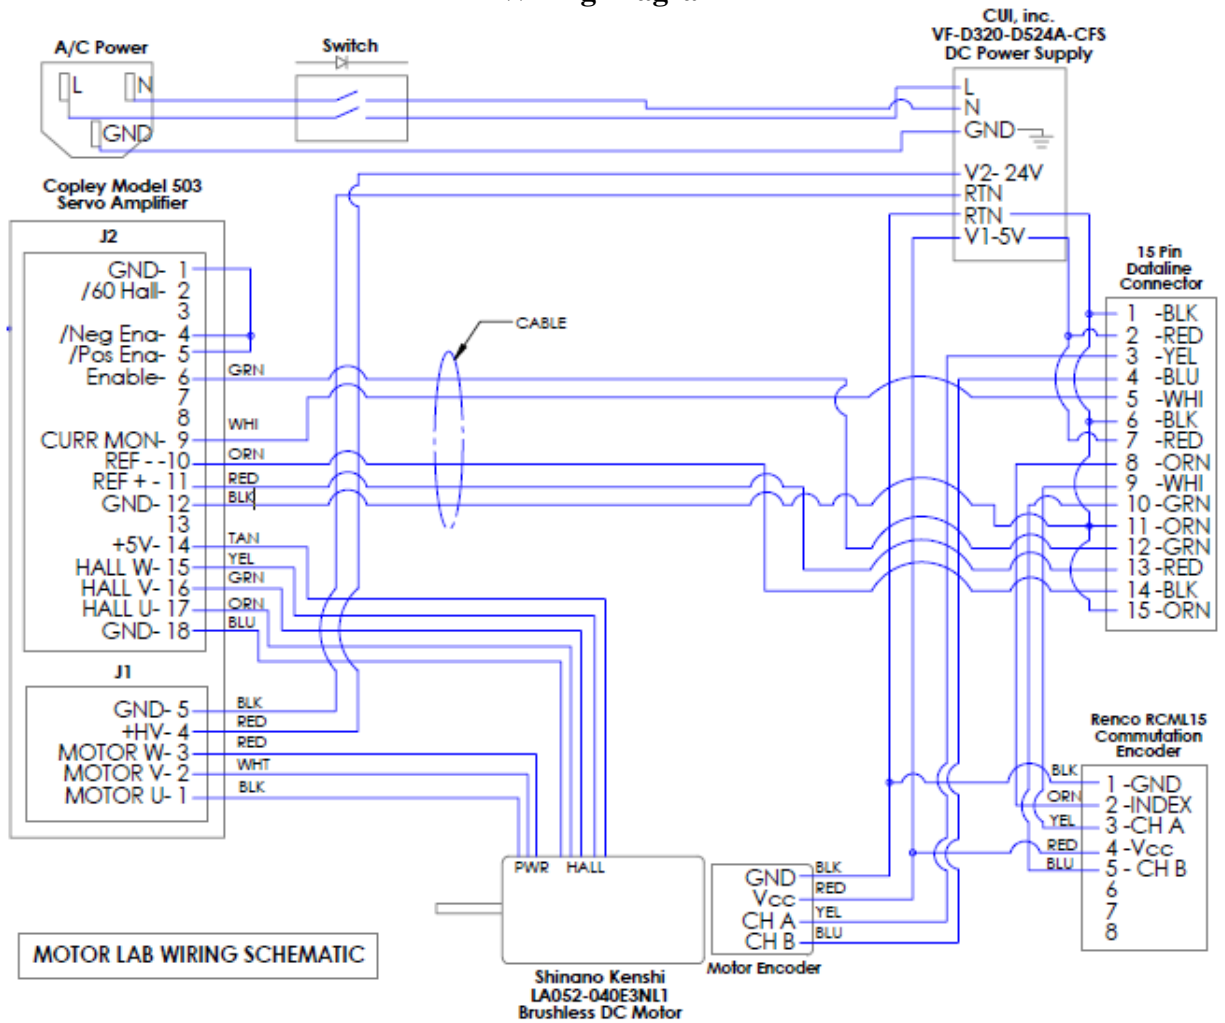 CUI, inc.
VF-D320-D524A-CFS
DC Power Supply
A/C Power
Switch
L
N
GND
L
N
GND
V2- 24V
RTN
RTN
V1-5V
Copley Model 503
Servo Amplifier
J2
GND- 1
/60 Hall- 2
3
/Neg Ena- 4
/Pos Ena- 5
Enable- 6
7
8
CURR MON- 9
REF - -10
REF + - 11
GND- 12
13
+5V- 14
HALL W- 15
HALL V- 16
HALL U- 17
GND- 18
GRN
WHI
ORN
RED
BLK
TAN
YEL
GRN
ORN
BLU
CABLE
15 Pin
Dataline
Connector
1 -BLK
2 -RED
3 -YEL
4 -BLU
5 -WHI
6 -BLK
7 -RED
8 -ORN
9 -WHI
10 -GRN
11 -ORN
12 -GRN
13 -RED
14 -BLK
15 -ORN
J1
GND- 5
+HV- 4
MOTOR W- 3
MOTOR V- 2
MOTOR U- 1
BLK
RED
RED
WHT
BLK
Renco RCML15
Commutation
Encoder
BLK
ORN
YEL
RED
BLU
1 -GND
2 -INDEX
3 -CH A
4 -Vcc
5 - CH B
6
7
8
PWR HALL
GND
Vcc
CH A
CH B
BLK
RED
YEL
BLU
Motor Encoder
MOTOR LAB WIRING SCHEMATIC
Shinano Kenshi
LA052-040E3NL1
Brushless DC Motor